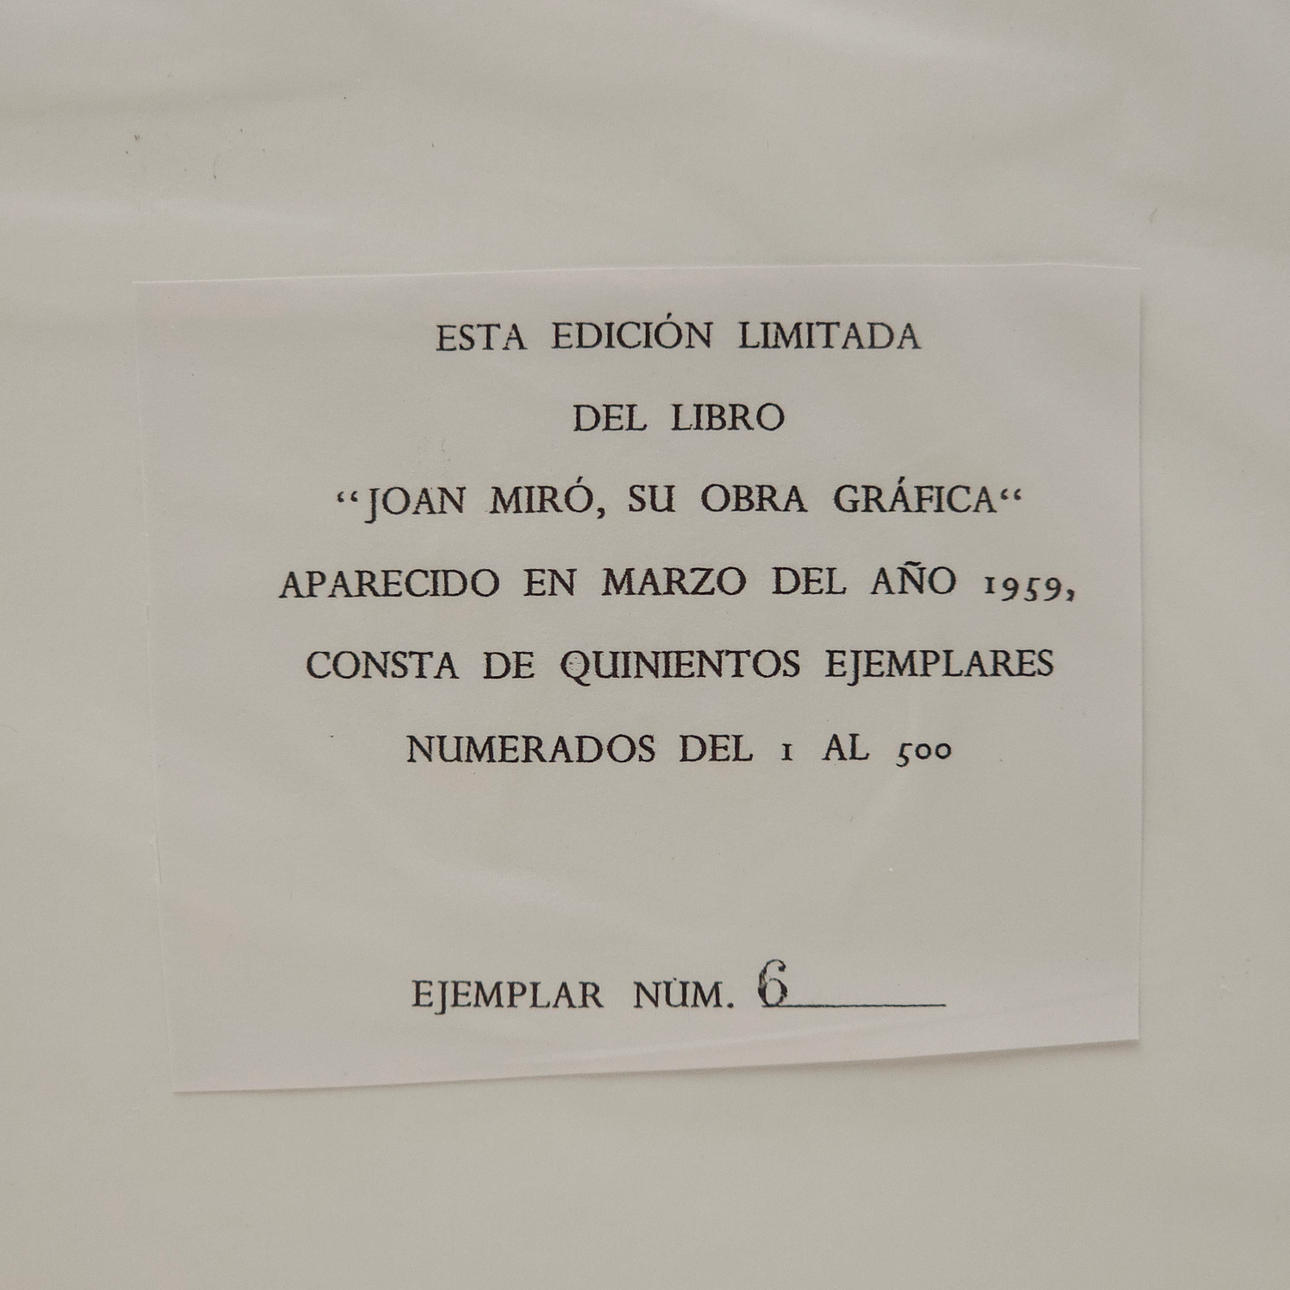 ESTA EDICIÓN LIMITADA
DEL LIBRO
“JOAN MIRÓ, SU OBRA GRÁFICA“
APARECIDO EN MARZO DEL AÑO 1959,
CONSTA DE QUINIENTOS EJEMPLARES
NUMERADOS DEL 1 AL 500
EJEMPLAR NÚM. 6